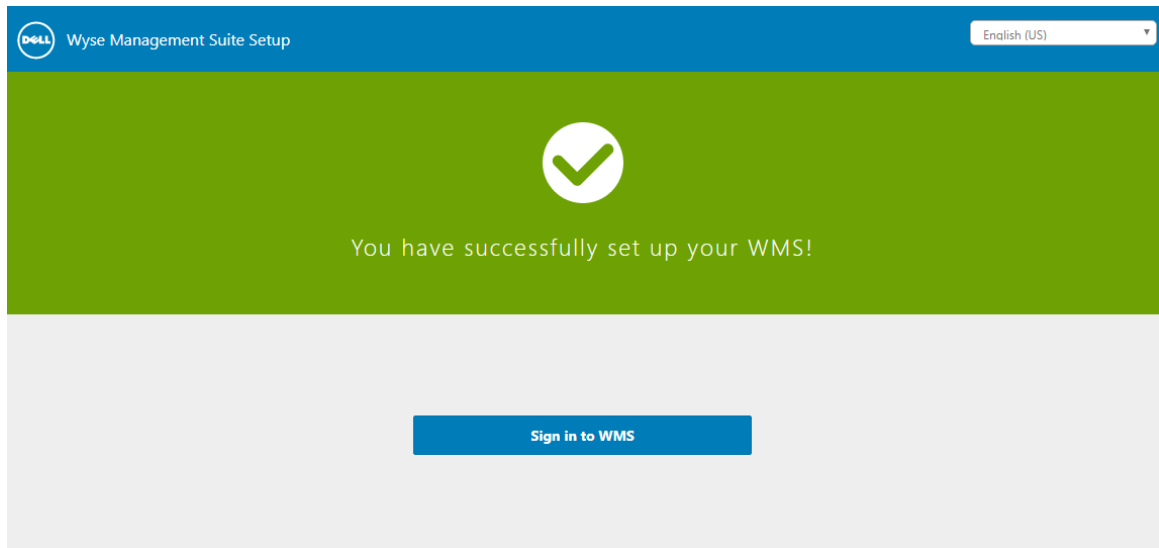 DELL
Wyse Management Suite Setup
English (US)
You have successfully set up your WMS!
Sign in to WMS